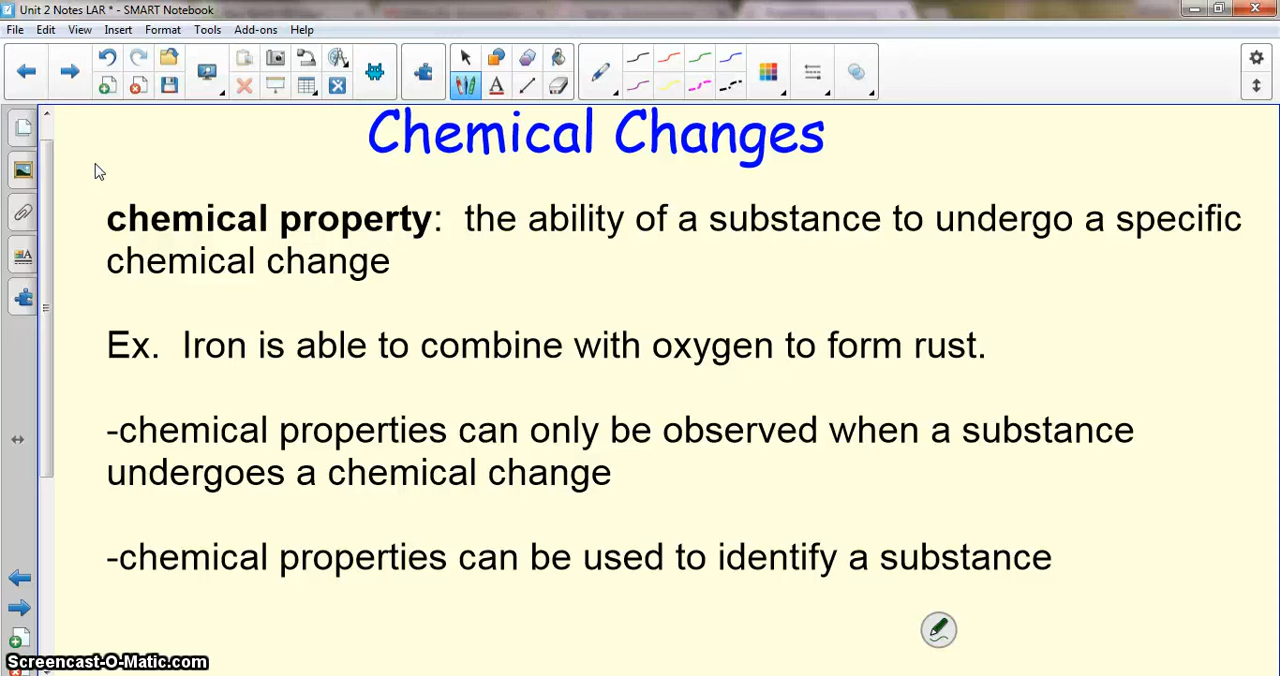 Unit 2 Notes LAR * - SMART Notebook
File Edit View Insert Format Tools Add-ons Help
Chemical Changes
chemical property: the ability of a substance to undergo a specific
chemical change
Ex. Iron is able to combine with oxygen to form rust.
-chemical properties can only be observed when a substance
undergoes a chemical change
-chemical properties can be used to identify a substance
Screencast-O-Matic.com